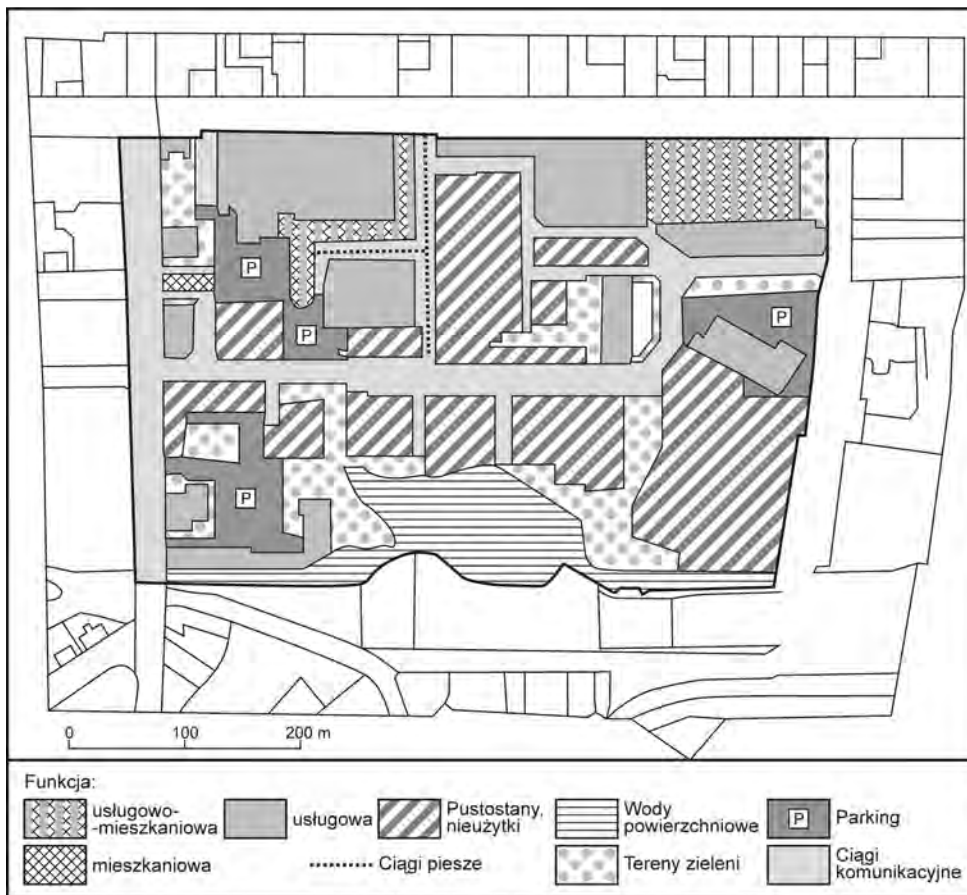 P
P
P
P
0 100 200 m
Funkcja:
usługowo-
-mieszkaniowa
usługowa
Pustostany,
nieużytki
Wody
powierzchniowe
P
Parking
mieszkaniowa
Ciągi piesze
Tereny zieleni
Ciągi
komunikacyjne